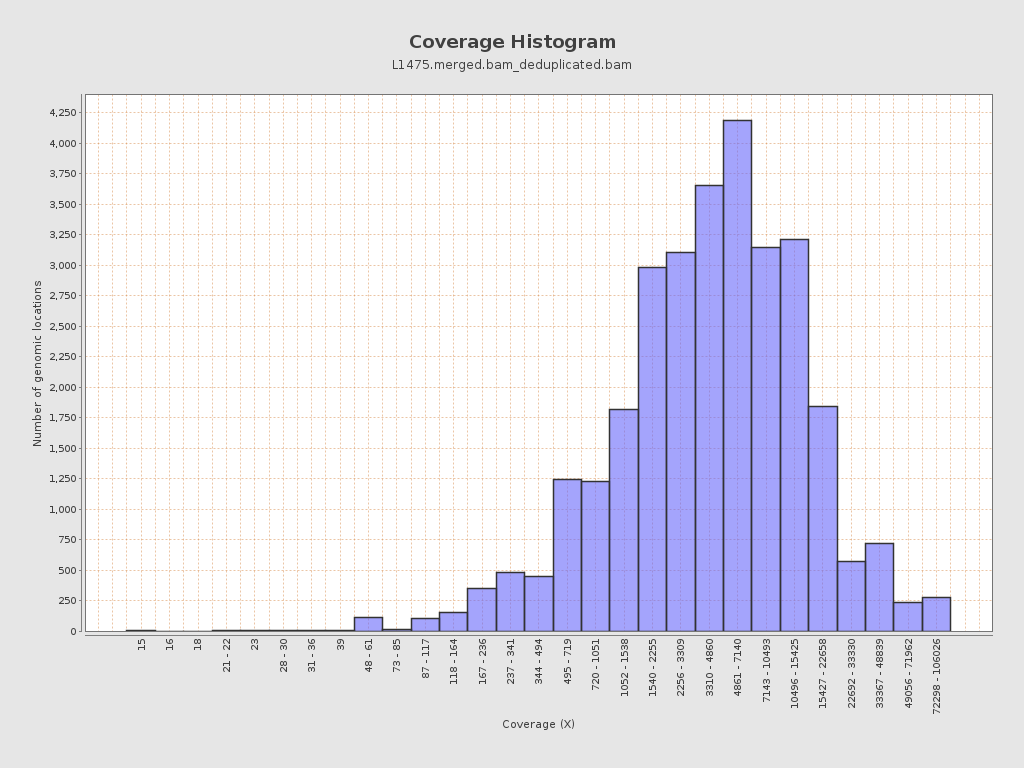 Coverage Histogram
L1475.merged.bam_deduplicated.bam
Number of genomic locations
4,250
4,000
3,750
3,500
3,250
3,000
2,750
2,500
2,250
2,000
1,750
1,500
1,250
1,000
750
500
250
0
15
16
18
21 - 22
23
28 - 30
31 - 36
39
48 - 61
73 - 85
87 - 117
118 - 164
167 - 236
237 - 341
344 - 494
495 - 719
720 - 1051
1052 - 1538
1540 - 2255
2256 - 3309
3310 - 4860
4861 - 7140
7143 - 10493
10496 - 15425
15427 - 22658
22692 - 33330
33367 - 48839
49056 - 71962
72298 - 106026
Coverage (X)